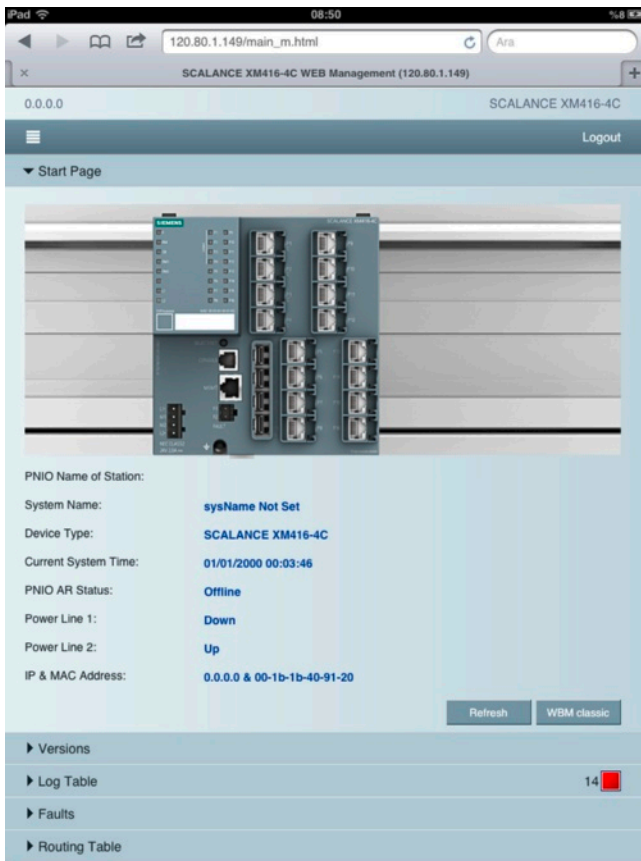 iPad 08:50 %8
120.80.1.149/main_m.html Ara
SCALANCE XM416-4C WEB Management (120.80.1.149)
0.0.0.0 SCALANCE XM416-4C
Logout
Start Page
SIEMENS
PNIO Name of Station:
System Name: sysName Not Set
Device Type: SCALANCE XM416-4C
Current System Time: 01/01/2000 00:03:46
PNIO AR Status: Offline
Power Line 1: Down
Power Line 2: Up
IP & MAC Address: 0.0.0.0 & 00-1b-1b-40-91-20
Refresh WBM classic
Versions
Log Table 14
Faults
Routing Table